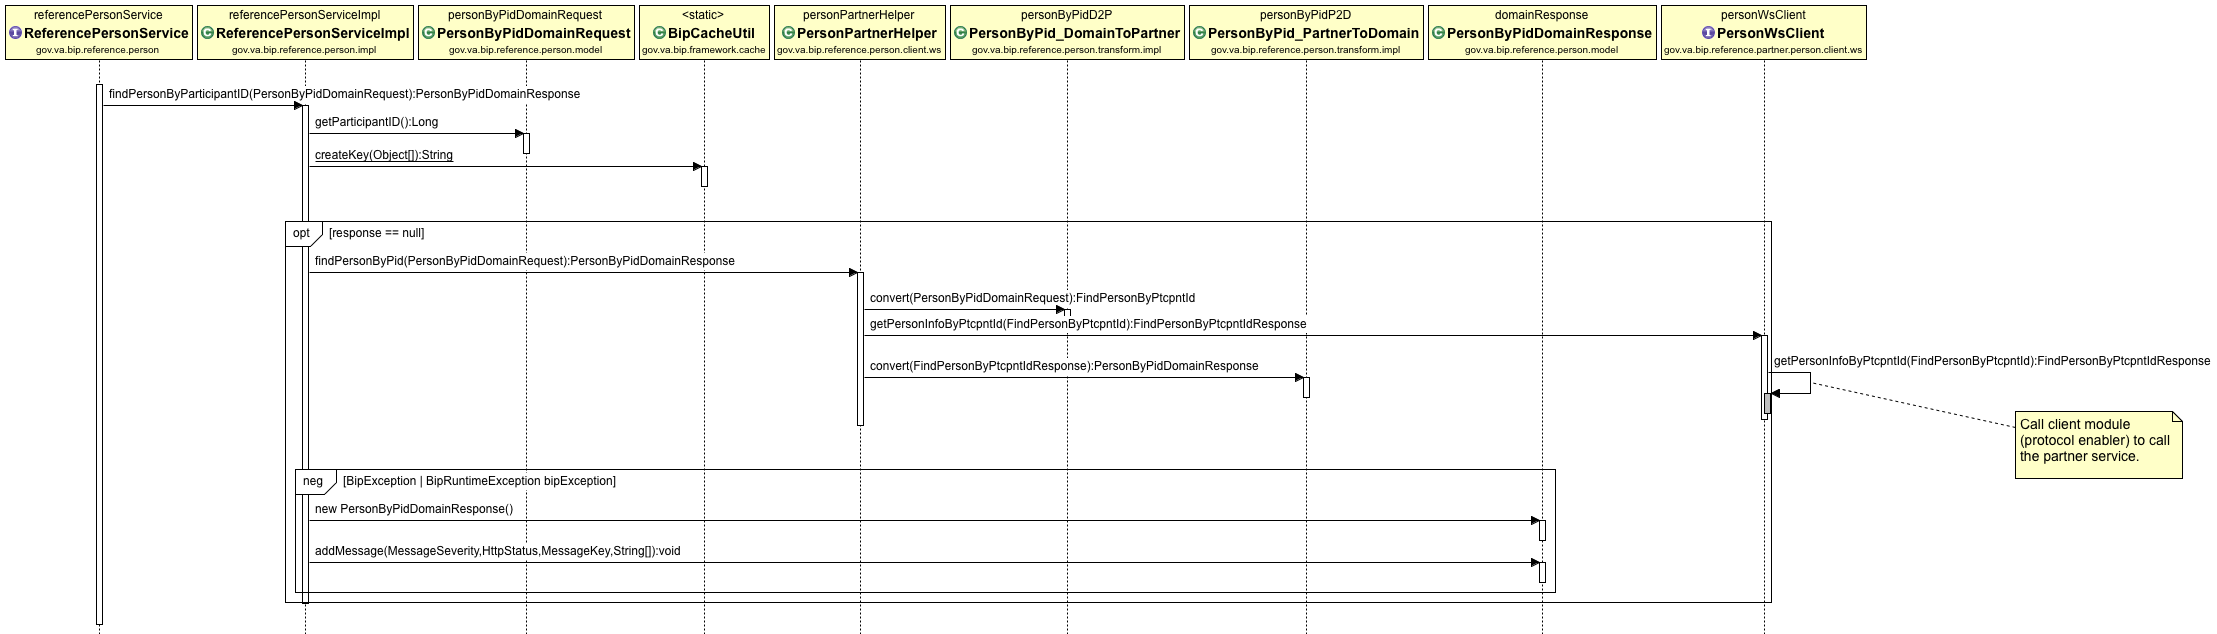 referencePersonService
ReferencePersonService
gov.va.bip.reference.person
referencePersonServiceImpl
ReferencePersonServiceImpl
gov.va.bip.reference.person.impl
personByPidDomainRequest
PersonByPidDomainRequest
gov.va.bip.reference.person.model
<static>
BipCacheUtil
gov.va.bip.framework.cache
personPartnerHelper
PersonPartnerHelper
gov.va.bip.reference.person.client.ws
personByPidD2P
PersonByPid_DomainToPartner
gov.va.bip.reference.person.transform.impl
personByPidP2D
PersonByPid_PartnerToDomain
gov.va.bip.reference.person.transform.impl
domainResponse
PersonByPidDomainResponse
gov.va.bip.reference.person.model
personWsClient
PersonWsClient
gov.va.bip.reference.partner.person.client.ws
findPersonByParticipantID(PersonByPidDomainRequest):PersonByPidDomainResponse
getParticipantID():Long
createKey(Object[]):String
opt [response == null]
findPersonByPid(PersonByPidDomainRequest):PersonByPidDomainResponse
convert(PersonByPidDomainRequest):FindPersonByPtcpntId
getPersonInfoByPtcpntId(FindPersonByPtcpntId):FindPersonByPtcpntIdResponse
getPersonInfoByPtcpntId(FindPersonByPtcpntId):FindPersonByPtcpntIdResponse
convert(FindPersonByPtcpntIdResponse):PersonByPidDomainResponse
Call client module
(protocol enabler) to call
the partner service.
neg [BipException | BipRuntimeException bipException]
new PersonByPidDomainResponse()
addMessage(MessageSeverity,HttpStatus,MessageKey,String[]):void